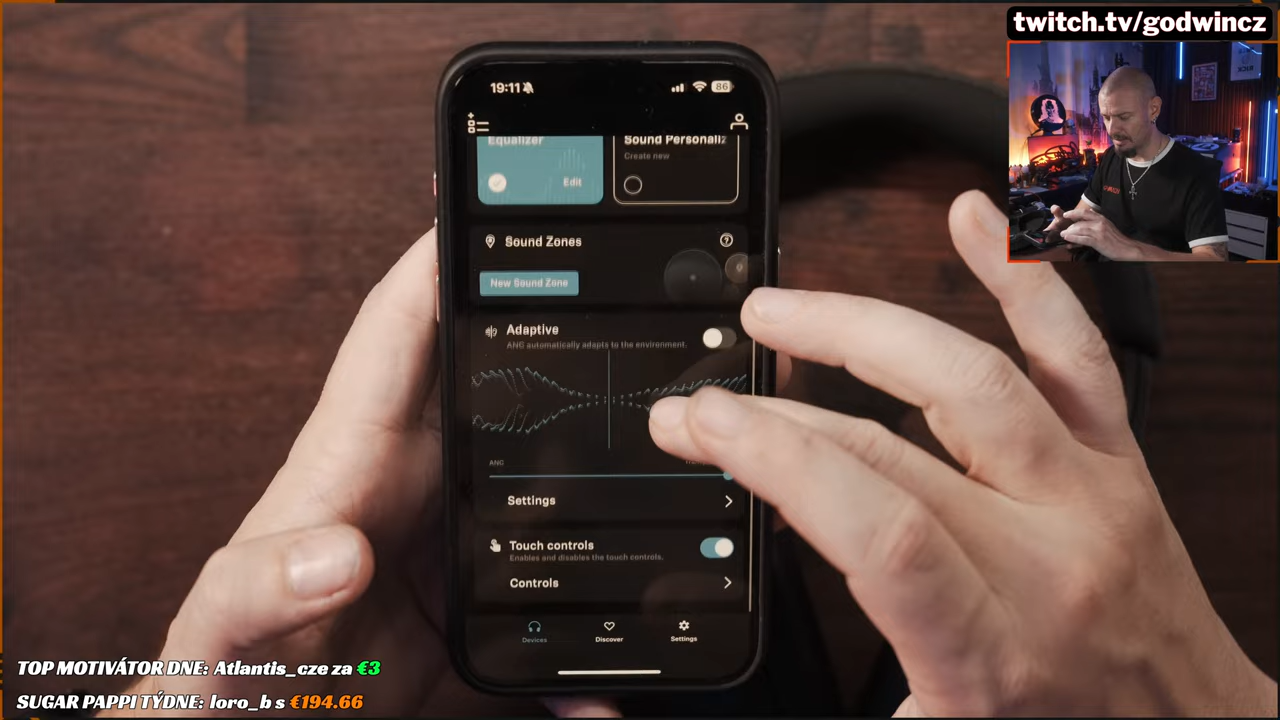 twitch.tv/godwincz
19:11
86
Equalizer
Sound Personaliz
Create new
Edit
Sound Zones
New Sound Zone
Adaptive
ANC automatically adapts to the environment.
ANC
Settings
Touch controls
Enables and disables the touch controls.
Controls
Devices
Discover
Settings
TOP MOTIVÁTOR DNE: Atlantis_cze za €3
SUGAR PAPPI TÝDNE: loro_b s €194.66